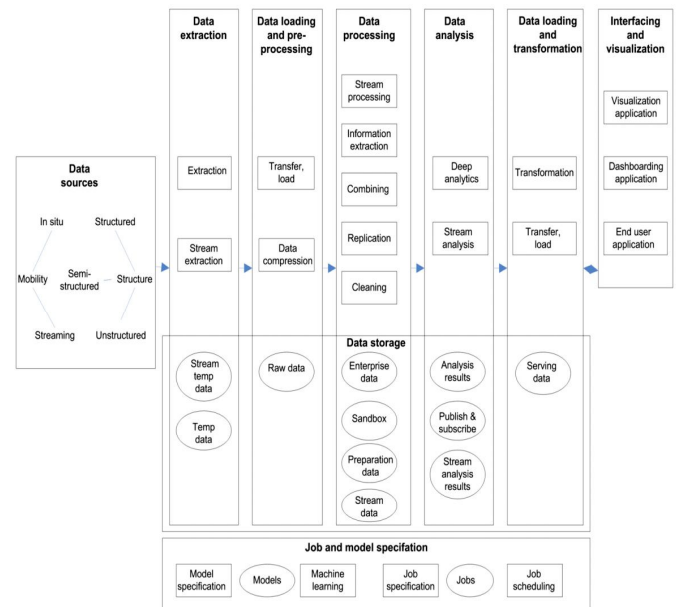 Data
extraction
Data loading
and pre-
processing
Data
processing
Data
analysis
Data loading
and
transformation
Interfacing
and
visualization
Data
sources
In situ
Structured
Mobility
Semi-
structured
Structure
Streaming
Unstructured
Extraction
Stream
extraction
Transfer,
load
Data
compression
Stream
processing
Information
extraction
Combining
Replication
Cleaning
Deep
analytics
Stream
analysis
Transformation
Transfer,
load
Visualization
application
Dashboarding
application
End user
application
Data storage
Stream
temp
data
Temp
data
Raw data
Enterprise
data
Sandbox
Preparation
data
Stream
data
Analysis
results
Publish &
subscribe
Stream
analysis
results
Serving
data
Job and model specifation
Model
specification
Models
Machine
learning
Job
specification
Jobs
Job
scheduling